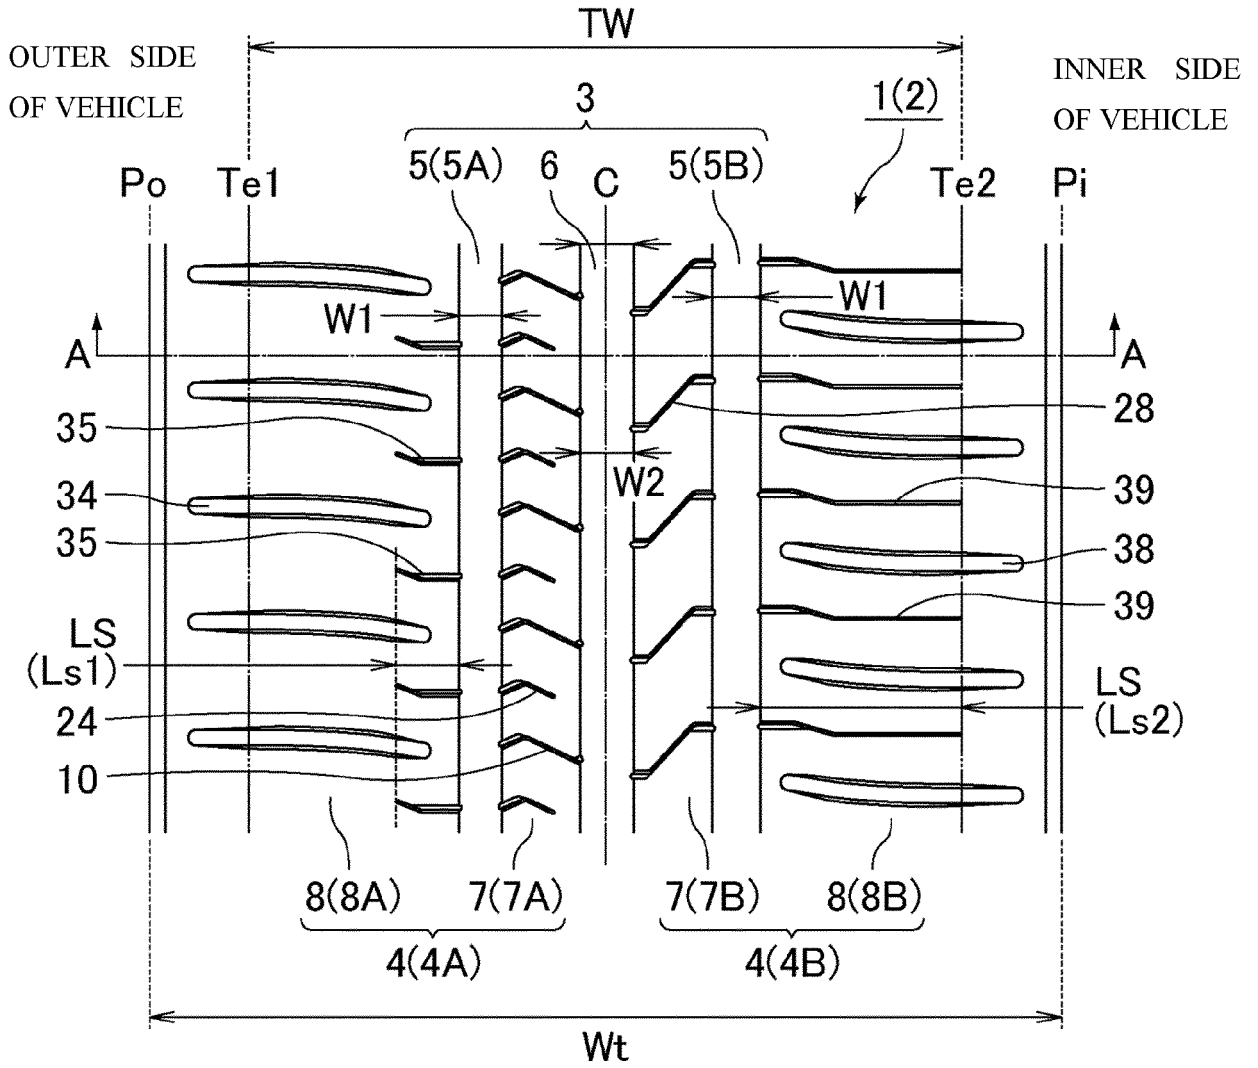 TW
OUTER SIDE
OF VEHICLE
INNER SIDE
OF VEHICLE
3
1(2)
5(5A)
6
C
5(5B)
Po
Te1
Te2
Pi
W1
W1
A
A
35
28
34
W2
39
35
38
39
LS
(Ls1)
LS
(Ls2)
24
10
8(8A)
7(7A)
7(7B)
8(8B)
4(4A)
4(4B)
Wt